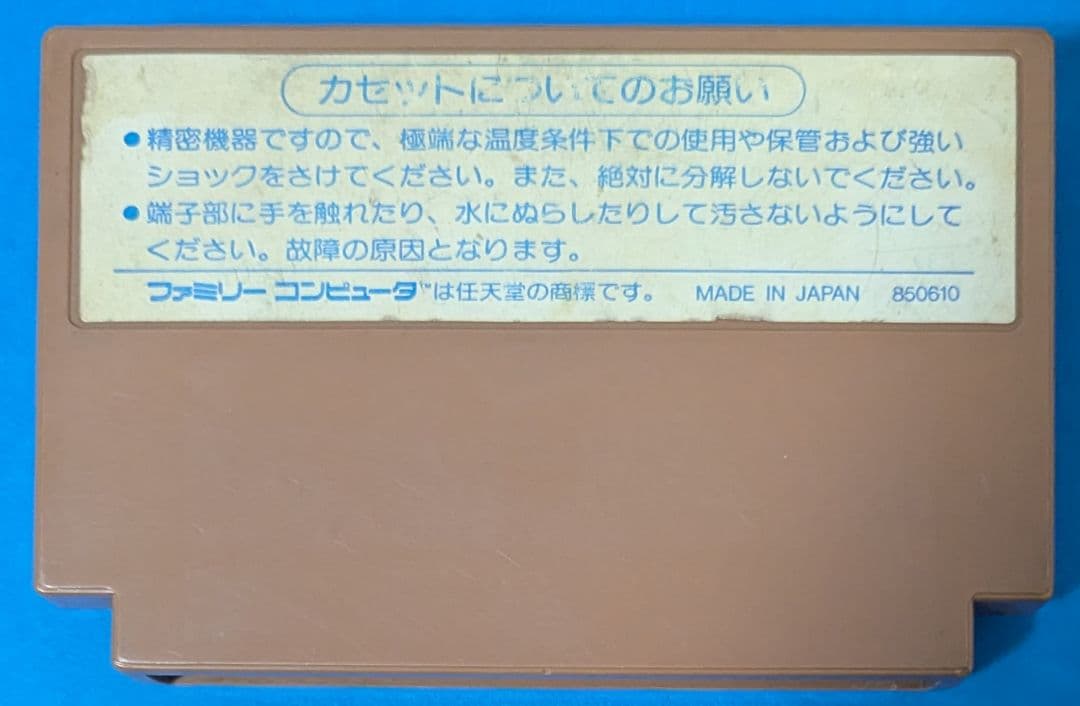 カセットについてのお願い
●精密機器ですので、極端な温度条件下での使用や保管および強い
ショックをさけてください。また、絶対に分解しないでください。
●端子部に手を触れたり、水にぬらしたりして汚さないようにして
ください。故障の原因となります。
ファミリーコンピュータ™は任天堂の商標です。 MADE IN JAPAN 850610